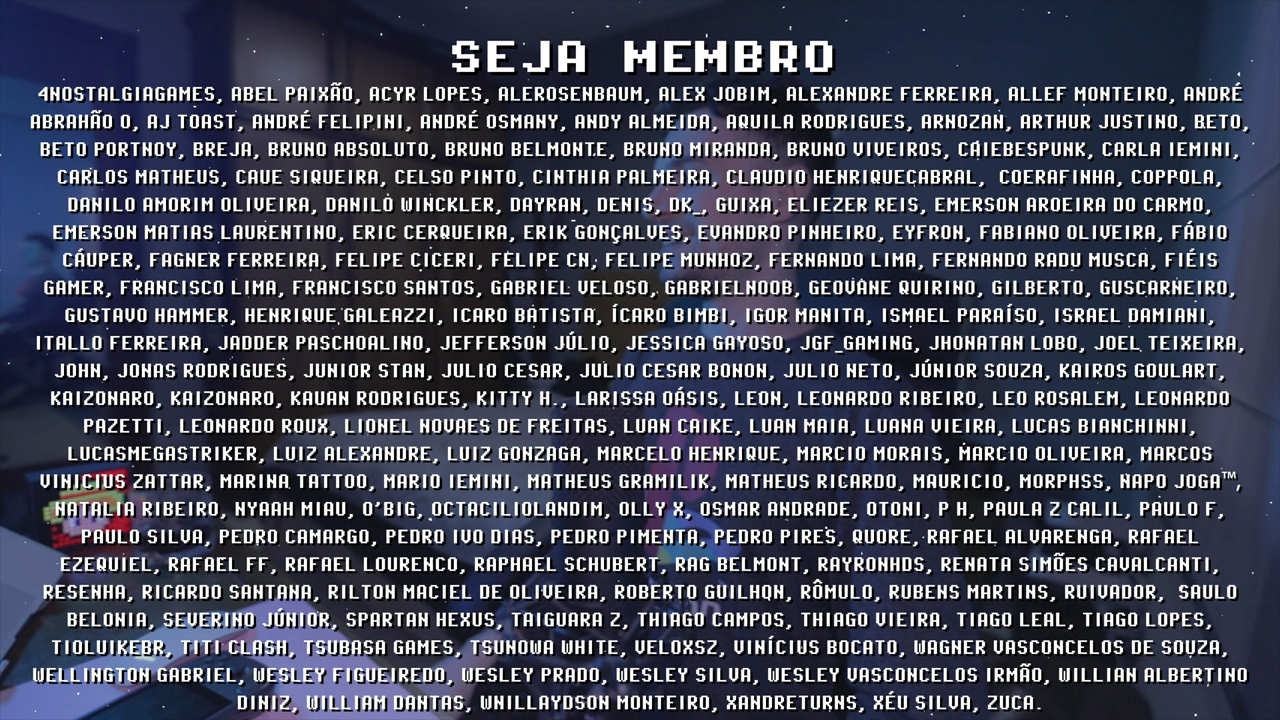 SEJA MEMBRO
4NOSTALGIAGAMES, ABEL PAIXÃO, ACYR LOPES, ALEROSENBAUM, ALEX JOBIM, ALEXANDRE FERREIRA, ALLEF MONTEIRO, ANDRÉ
ABRAHÃO O, AJ TOAST, ANDRÉ FELIPINI, ANDRÉ OSMANY, ANDY ALMEIDA, AQUILA RODRIGUES, ARNOZAN, ARTHUR JUSTINO, BETO,
BETO PORTNOY, BREJA, BRUNO ABSOLUTO, BRUNO BELMONTE, BRUNO MIRANDA, BRUNO VIVEIROS, CAIEBESPUNK, CARLA IEMINI,
CARLOS MATHEUS, CAUE SIQUEIRA, CELSO PINTO, CINTHIA PALMEIRA, CLAUDIO HENRIQUECABRAL, COERAFINHA, COPPOLA,
DANILO AMORIM OLIVEIRA, DANILO WINCKLER, DAYRAN, DENIS, DK_, GUIXA, ELIEZER REIS, EMERSON AROEIRA DO CARMO,
EMERSON MATIAS LAURENTINO, ERIC CERQUEIRA, ERIK GONÇALVES, EVANDRO PINHEIRO, EYFRON, FABIANO OLIVEIRA, FÁBIO
CÁUPER, FAGNER FERREIRA, FELIPE CICERI, FELIPE CN, FELIPE MUNHOZ, FERNANDO LIMA, FERNANDO RADU MUSCA, FIÉIS
GAMER, FRANCISCO LIMA, FRANCISCO SANTOS, GABRIEL VELOSO, GABRIELNOOB, GEOVANE QUIRINO, GILBERTO, GUSCARNEIRO,
GUSTAVO HAMMER, HENRIQUE GALEAZZI, ICARO BATISTA, ÍCARO BIMBI, IGOR MANITA, ISMAEL PARAÍSO, ISRAEL DAMIANI,
ITALLO FERREIRA, JADDER PASCHOALINO, JEFFERSON JÚLIO, JESSICA GAYOSO, JGF_GAMING, JHONATAN LOBO, JOEL TEIXEIRA,
JOHN, JONAS RODRIGUES, JUNIOR STAN, JULIO CESAR, JULIO CESAR BONON, JULIO NETO, JÚNIOR SOUZA, KAIROS GOULART,
KAIZONARO, KAIZONARO, KAUAN RODRIGUES, KITTY H., LARISSA OÁSIS, LEON, LEONARDO RIBEIRO, LEO ROSALEM, LEONARDO
PAZETTI, LEONARDO ROUX, LIONEL NOVAES DE FREITAS, LUAN CAIKE, LUAN MAIA, LUANA VIEIRA, LUCAS BIANCHINNI,
LUCASMEGASTRIKER, LUIZ ALEXANDRE, LUIZ GONZAGA, MARCELO HENRIQUE, MARCIO MORAIS, MARCIO OLIVEIRA, MARCOS
VINICIUS ZATTAR, MARINA TATTOO, MARIO IEMINI, MATHEUS GRAMILIK, MATHEUS RICARDO, MAURICIO, MORPHSS, NAPO JOGA™,
NATALIA RIBEIRO, NYAAH MIAU, O'BIG, OCTACILIOLANDIM, OLLY X, OSMAR ANDRADE, OTONI, P H, PAULA Z CALIL, PAULO F,
PAULO SILVA, PEDRO CAMARGO, PEDRO IVO DIAS, PEDRO PIMENTA, PEDRO PIRES, QUORE, RAFAEL ALVARENGA, RAFAEL
EZEQUIEL, RAFAEL FF, RAFAEL LOURENCO, RAPHAEL SCHUBERT, RAG BELMONT, RAYRONHDS, RENATA SIMÕES CAVALCANTI,
RESENHA, RICARDO SANTANA, RILTON MACIEL DE OLIVEIRA, ROBERTO GUILHON, RÔMULO, RUBENS MARTINS, RUIVADOR, SAULO
BELONIA, SEVERINO JÚNIOR, SPARTAN HEXUS, TAIGUARA Z, THIAGO CAMPOS, THIAGO VIEIRA, TIAGO LEAL, TIAGO LOPES,
TIOLUIKEBR, TITI CLASH, TSUBASA GAMES, TSUNOWA WHITE, VELOXSZ, VINÍCIUS BOCATO, WAGNER VASCONCELOS DE SOUZA,
WELLINGTON GABRIEL, WESLEY FIGUEIREDO, WESLEY PRADO, WESLEY SILVA, WESLEY VASCONCELOS IRMÃO, WILLIAN ALBERTINO
DINIZ, WILLIAM DANTAS, WNILLAYDSON MONTEIRO, XANDRETURNS, XÉU SILVA, ZUCA.